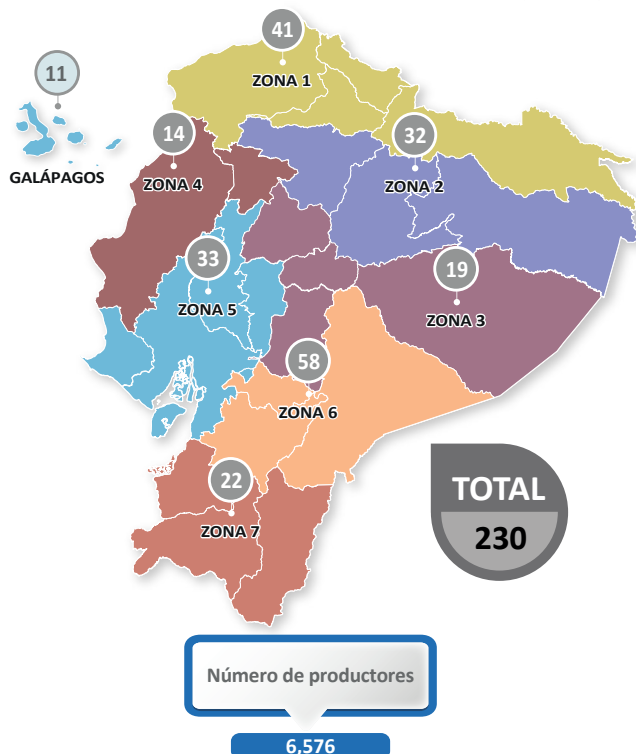 41
ZONA 1
11
GALÁPAGOS
14
ZONA 4
32
ZONA 2
33
ZONA 5
19
ZONA 3
58
ZONA 6
22
ZONA 7
TOTAL
230
Número de productores
6,576